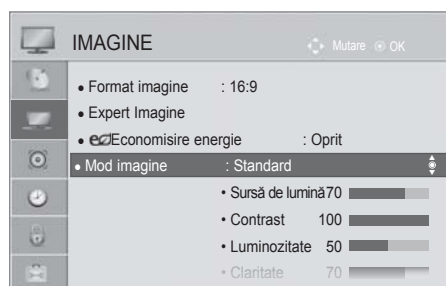 IMAGINE Mutare OK
• Format imagine : 16:9
• Expert Imagine
• eco Economisire energie : Oprit
• Mod imagine : Standard
• Sursă de lumină 70
• Contrast 100
• Luminozitate 50
• Claritate 70